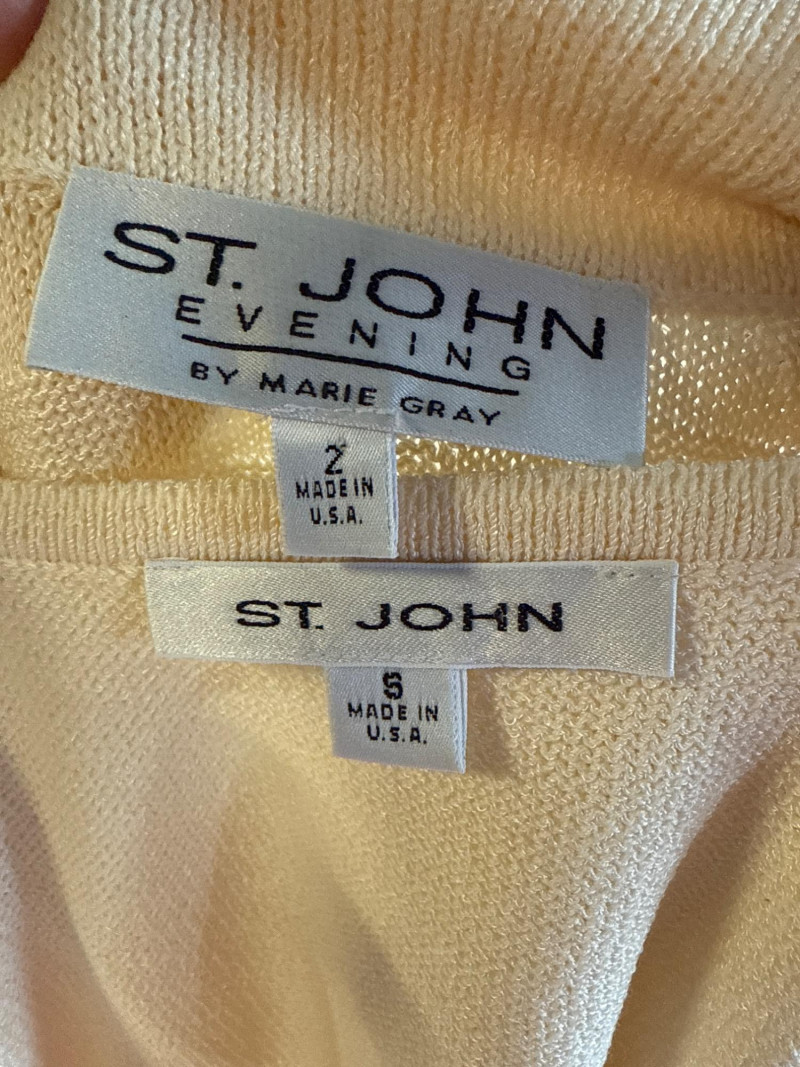 ST. JOHN
EVENING
BY MARIE GRAY
2
MADE IN
U.S.A.
ST. JOHN
S
MADE IN
U.S.A.